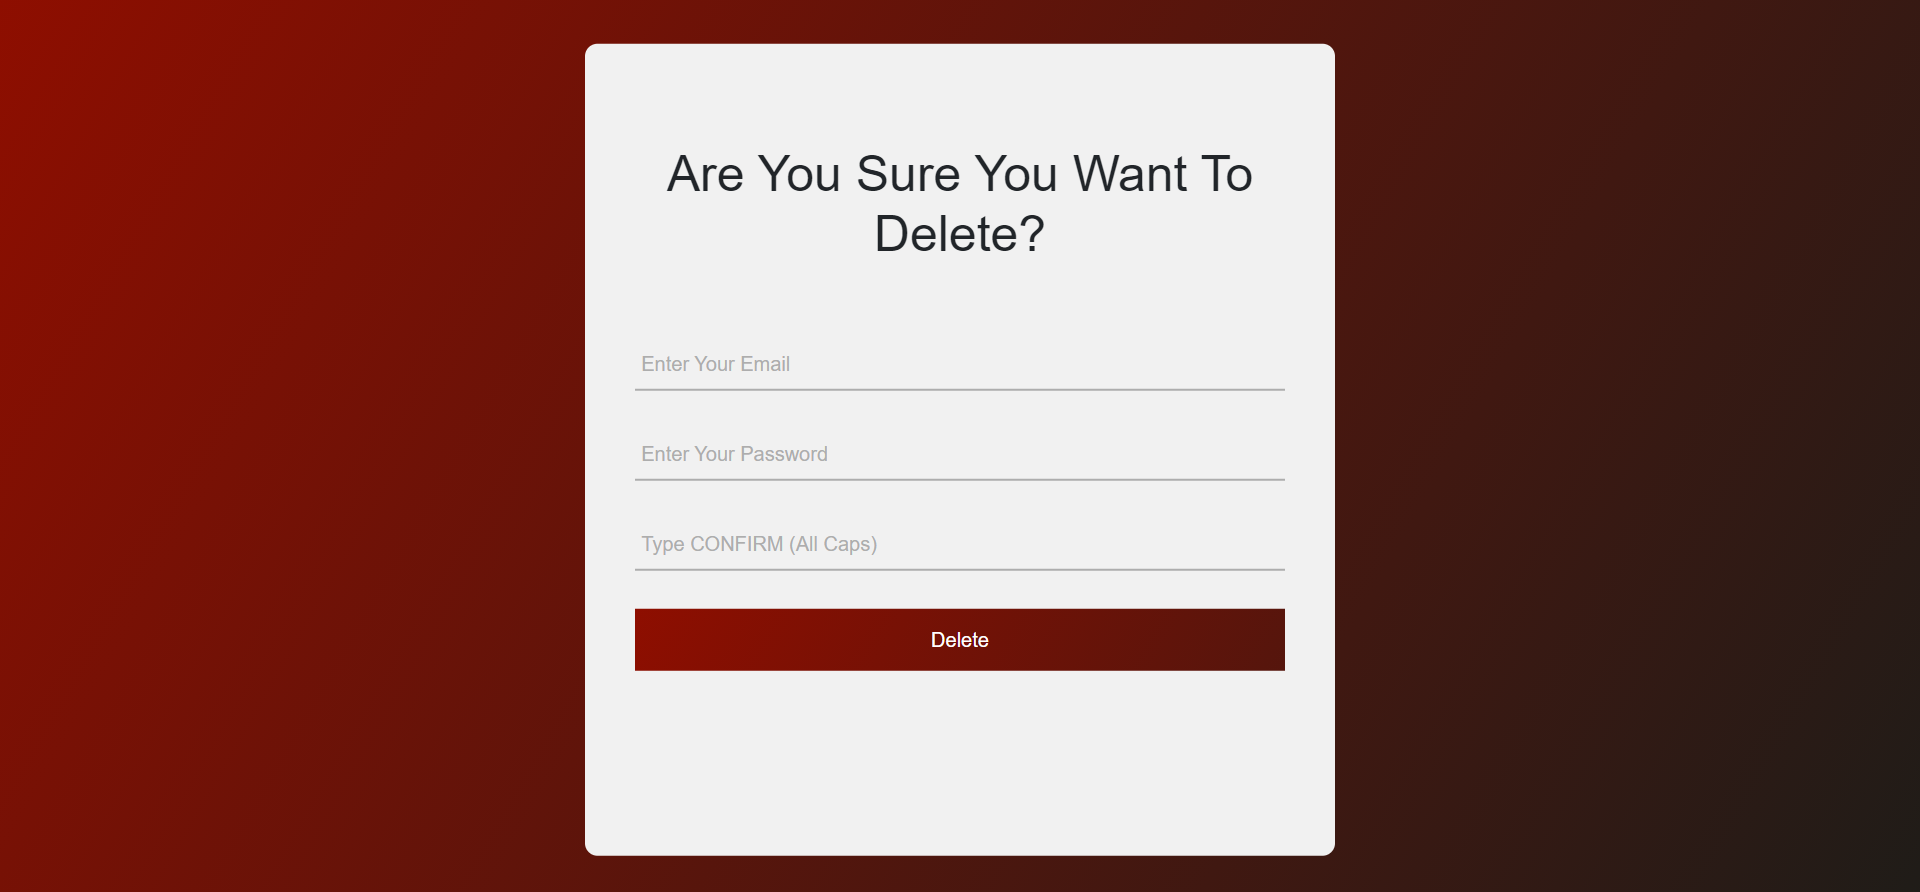 Are You Sure You Want To
Delete?
Enter Your Email
Enter Your Password
Type CONFIRM (All Caps)
Delete